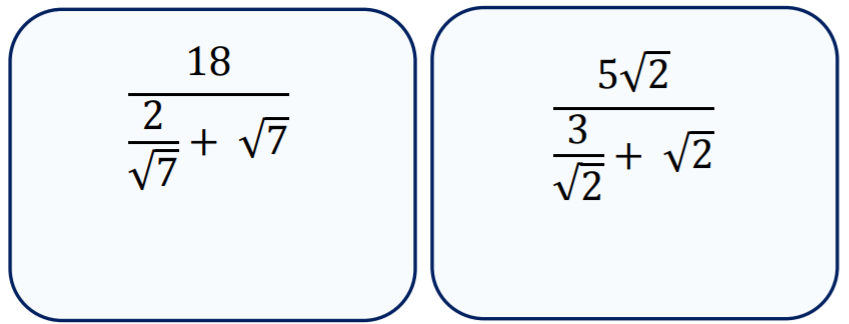 18
2
√7 + √7
5√2
3
√2 + √2